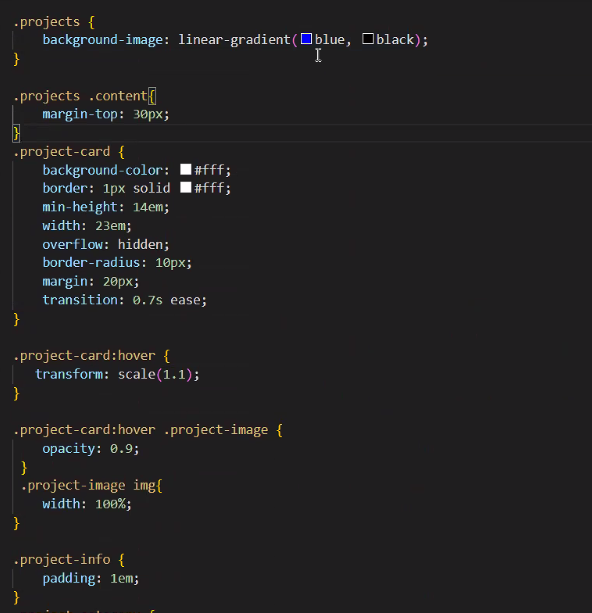 .projects {
background-image: linear-gradient(blue, black);
}
.projects .content{
margin-top: 30px;
}
.project-card {
background-color: #fff;
border: 1px solid #fff;
min-height: 14em;
width: 23em;
overflow: hidden;
border-radius: 10px;
margin: 20px;
transition: 0.7s ease;
}
.project-card:hover {
transform: scale(1.1);
}
.project-card:hover .project-image {
opacity: 0.9;
}
.project-image img{
width: 100%;
}
.project-info {
padding: 1em;
}